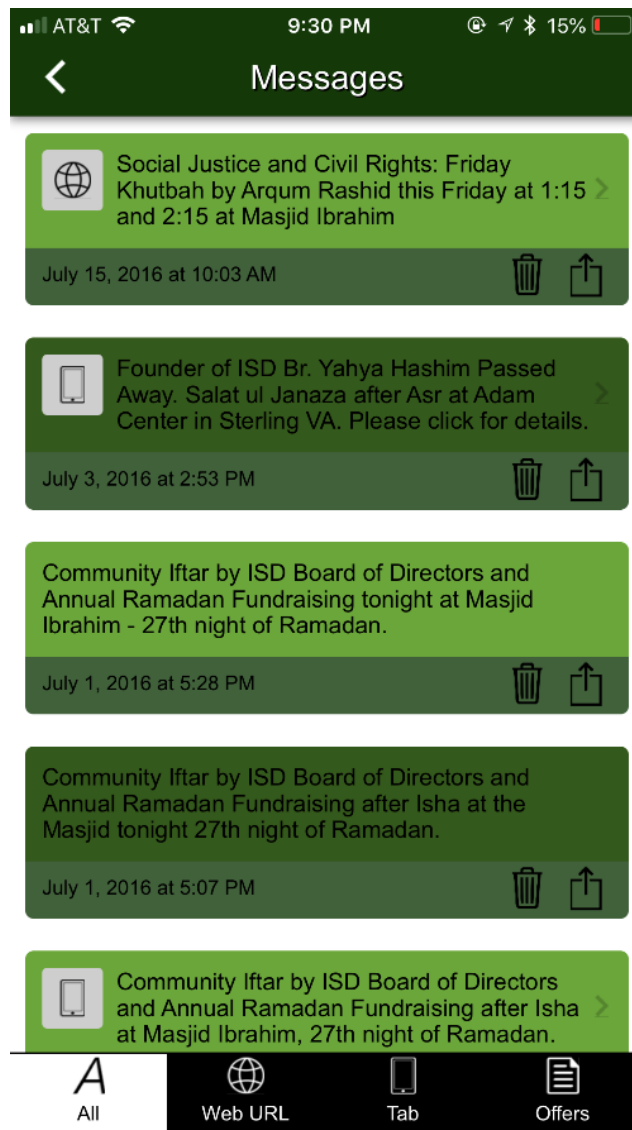 AT&T 9:30 PM 15%
Messages
Social Justice and Civil Rights: Friday
Khutbah by Arqum Rashid this Friday at 1:15
and 2:15 at Masjid Ibrahim
July 15, 2016 at 10:03 AM
Founder of ISD Br. Yahya Hashim Passed
Away. Salat ul Janaza after Asr at Adam
Center in Sterling VA. Please click for details.
July 3, 2016 at 2:53 PM
Community Iftar by ISD Board of Directors and
Annual Ramadan Fundraising tonight at Masjid
Ibrahim - 27th night of Ramadan.
July 1, 2016 at 5:28 PM
Community Iftar by ISD Board of Directors and
Annual Ramadan Fundraising after Isha at the
Masjid tonight 27th night of Ramadan.
July 1, 2016 at 5:07 PM
Community Iftar by ISD Board of Directors
and Annual Ramadan Fundraising after Isha
at Masjid Ibrahim, 27th night of Ramadan.
A
All Web URL Tab Offers